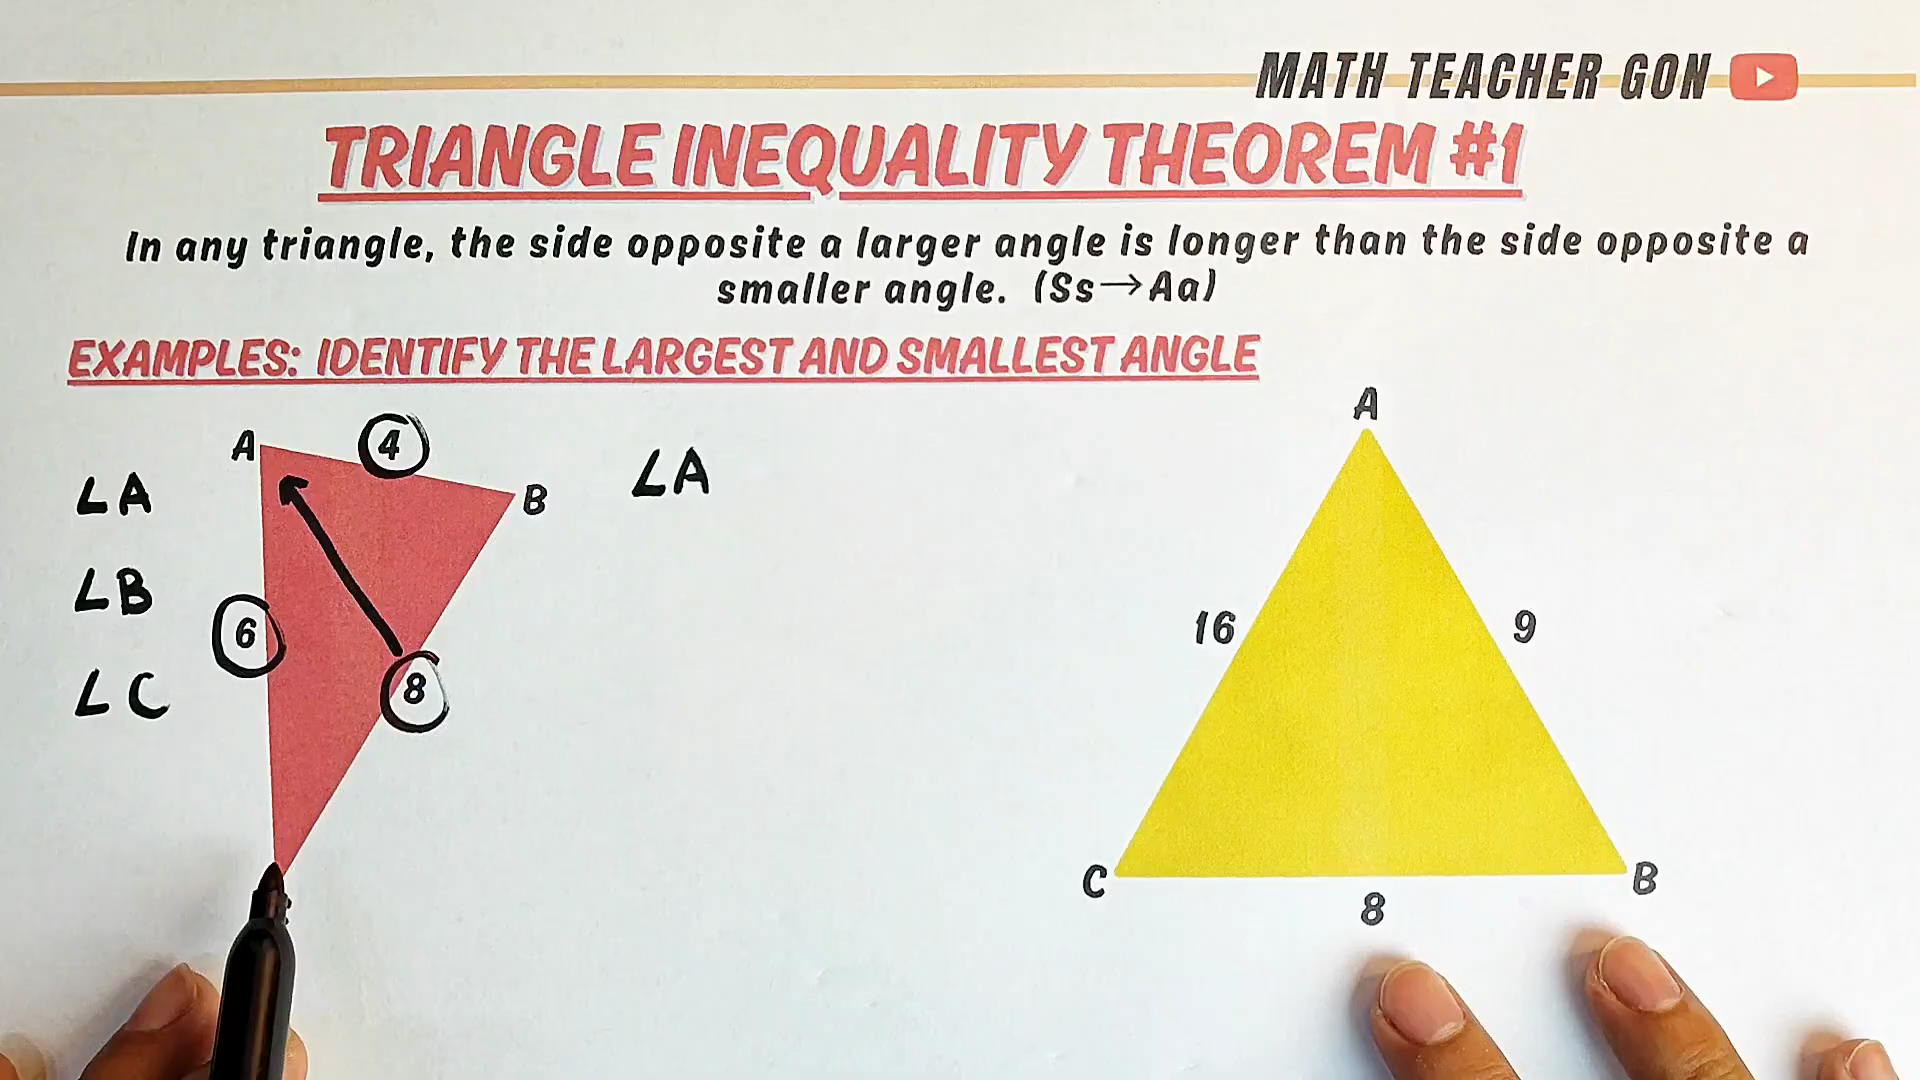 MATH TEACHER GON
TRIANGLE INEQUALITY THEOREM #1
In any triangle, the side opposite a larger angle is longer than the side opposite a
smaller angle. (Ss→Aa)
EXAMPLES: IDENTIFY THE LARGEST AND SMALLEST ANGLE
∠A
∠B
∠C
A
4
B
6
8
∠A
A
16
9
C
B
8